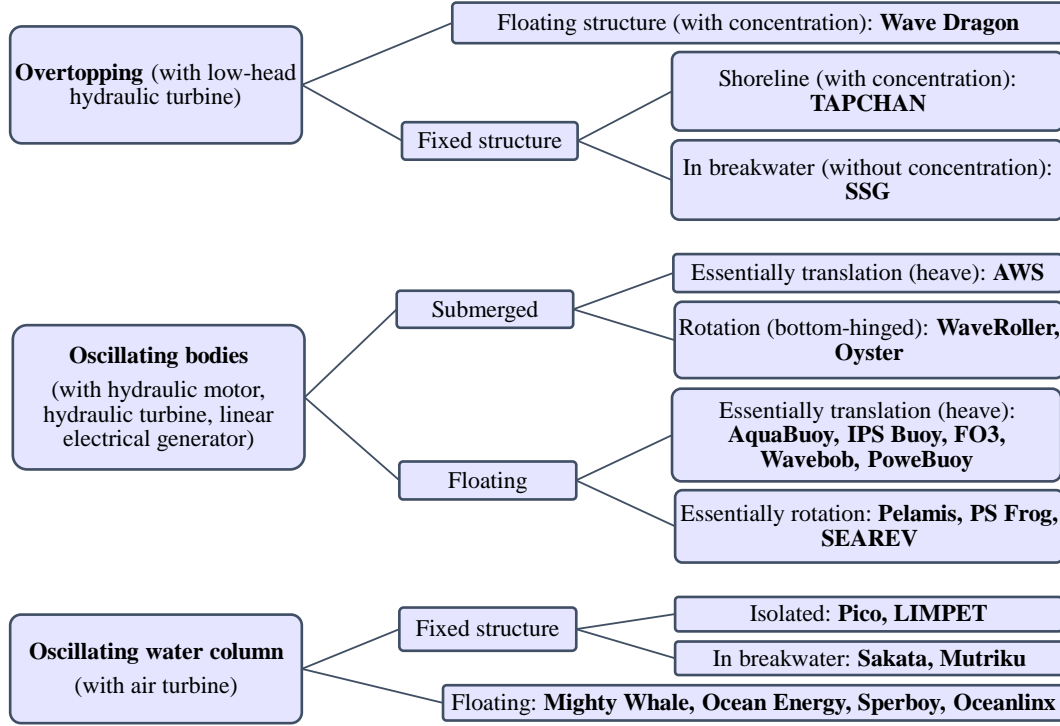 Floating structure (with concentration): Wave Dragon
Overtopping (with low-head
hydraulic turbine)
Shoreline (with concentration):
TAPCHAN
Fixed structure
In breakwater (without concentration):
SSG
Essentially translation (heave): AWS
Submerged
Rotation (bottom-hinged): WaveRoller,
Oyster
Oscillating bodies
(with hydraulic motor,
hydraulic turbine, linear
electrical generator)
Essentially translation (heave):
AquaBuoy, IPS Buoy, FO3,
Wavebob, PoweBuoy
Floating
Essentially rotation: Pelamis, PS Frog,
SEAREV
Isolated: Pico, LIMPET
Fixed structure
In breakwater: Sakata, Mutriku
Oscillating water column
(with air turbine)
Floating: Mighty Whale, Ocean Energy, Sperboy, Oceanlinx